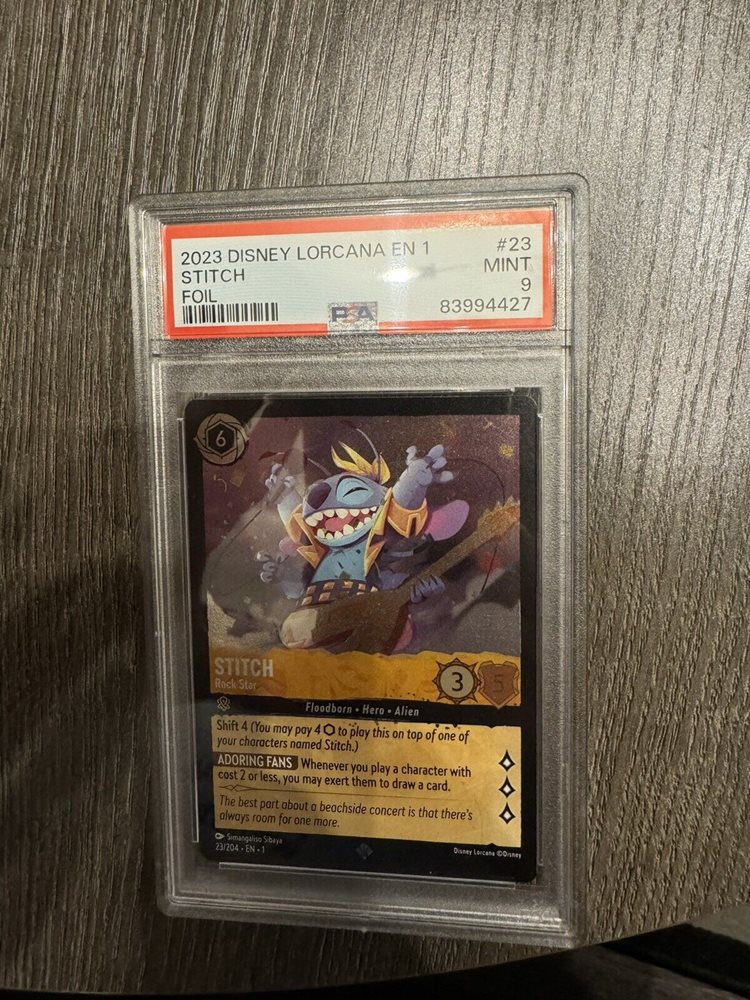 2023 DISNEY LORCANA EN 1 #23
STITCH MINT
FOIL 9
PSA 83994427
6
STITCH
Rock Star
3 5
Floodborn • Hero • Alien
Shift 4 (You may pay 4 ⬡ to play this on top of one of
your characters named Stitch.)
ADORING FANS Whenever you play a character with
cost 2 or less, you may exert them to draw a card.
The best part about a beachside concert is that there's
always room for one more.
Simangaliso Sibaya
23/204 • EN • 1
Disney Lorcana ©Disney